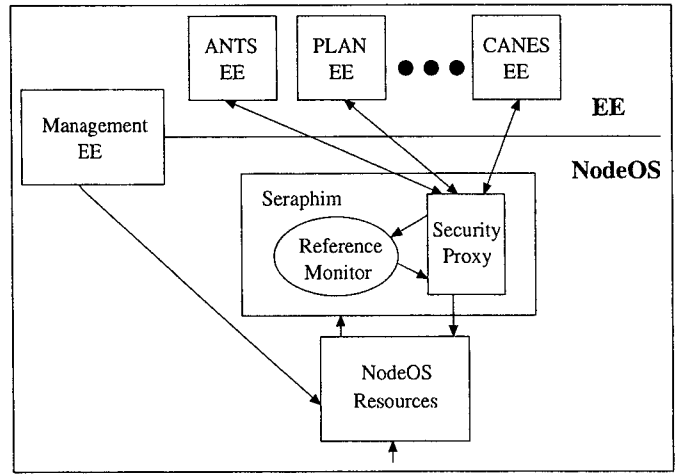 ANTS
EE
PLAN
EE
CANES
EE
Management
EE
EE
NodeOS
Seraphim
Reference
Monitor
Security
Proxy
NodeOS
Resources